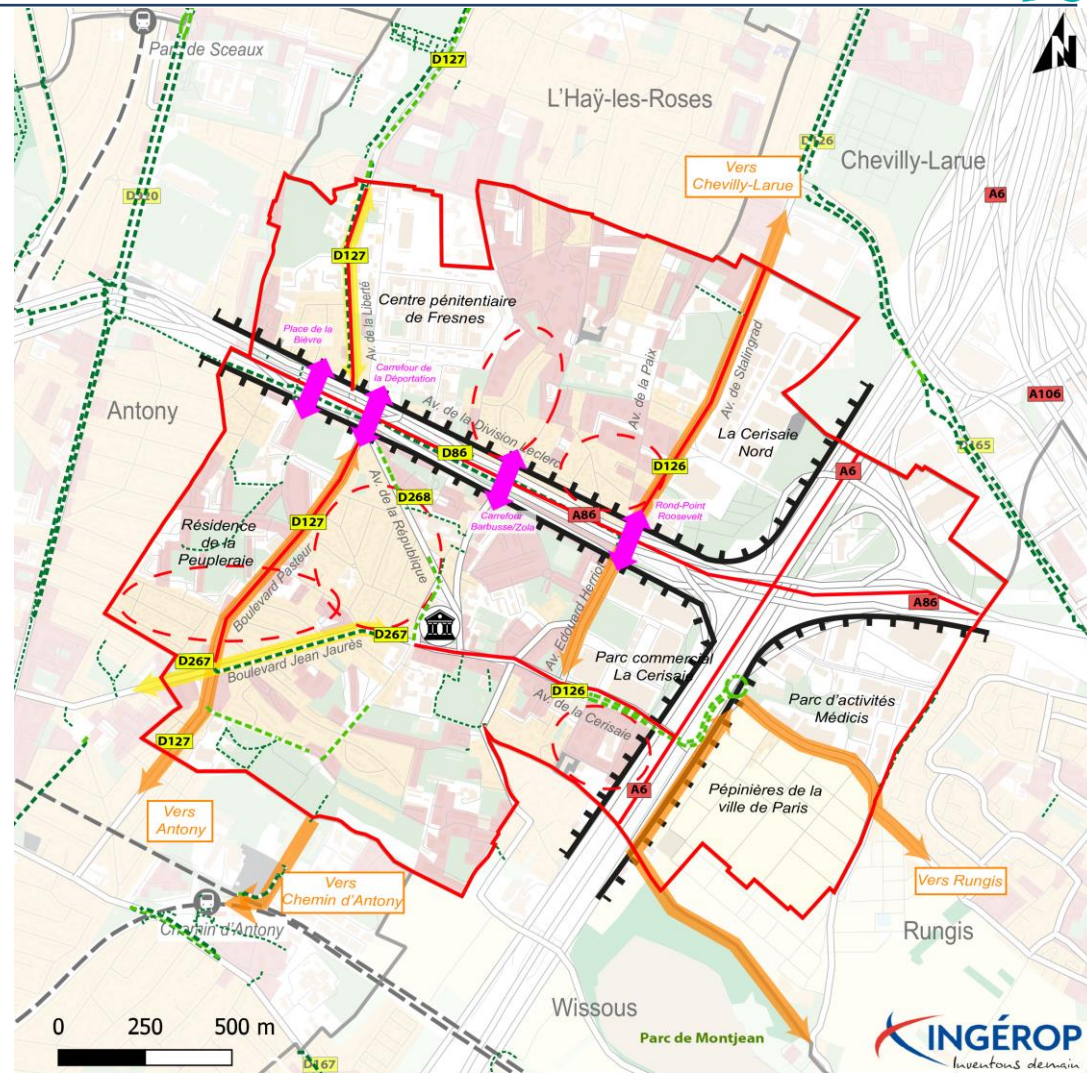 Parc de Sceaux
D127
L'Haÿ-les-Roses
N
D126
Chevilly-Larue
Vers
Chevilly-Larue
D920
A6
D127
Centre pénitentiaire
de Fresnes
Av. de la Liberté
Place de la
Bièvre
Carrefour de
la Déportation
Av. de la Paix
Av. de Stalingrad
A106
Antony
Av. de la Division Leclerc
La Cerisaie
Nord
D465
D86
D126
A6
D268
Carrefour
Barbusse/Zola
A86
Rond-Point
Roosevelt
Résidence
de la
Peupleraie
D127
Av. de la République
Boulevard Pasteur
Av. Edouard Herriot
A86
D267
D267
Boulevard Jean Jaurès
Parc commercial
La Cerisaie
D126
Av. de la Cerisaie
Parc d'activités
Médicis
D127
A6
Pépinières de la
ville de Paris
Vers
Antony
Vers
Chemin d'Antony
Vers Rungis
Chemin d'Antony
Rungis
Wissous
0 250 500 m
Parc de Montjean
INGÉROP
Inventons demain
D167